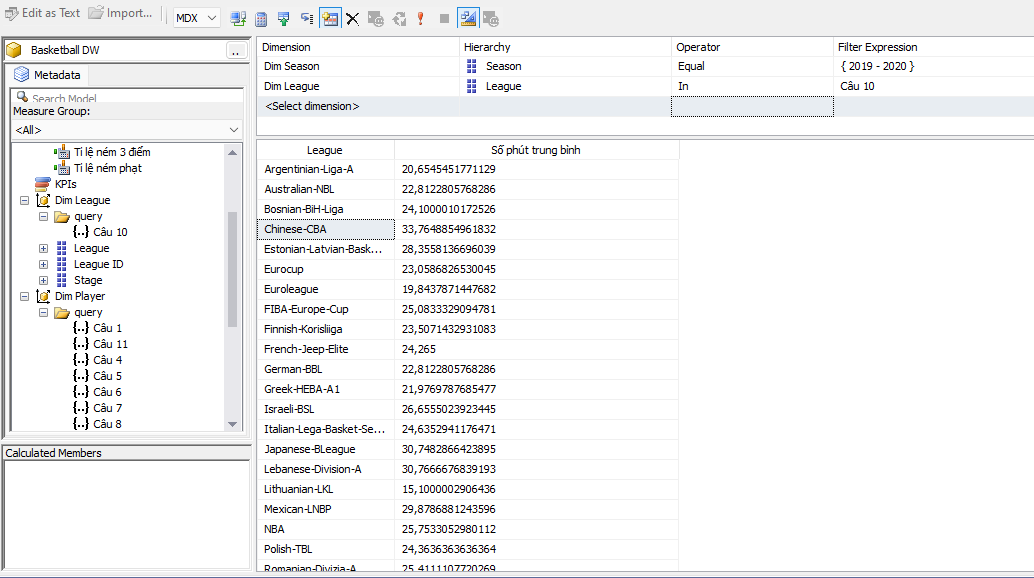 Edit as Text Import... MDX
Basketball DW ..
Metadata
Search Model
Measure Group:
<All>
Tỉ lệ ném 3 điểm
Tỉ lệ ném phạt
KPIs
Dim League
query
Câu 10
League
League ID
Stage
Dim Player
query
Câu 1
Câu 11
Câu 4
Câu 5
Câu 6
Câu 7
Câu 8
Calculated Members
Dimension Hierarchy Operator Filter Expression
Dim Season Season Equal { 2019 - 2020 }
Dim League League In Câu 10
<Select dimension>
League Số phút trung bình
Argentinian-Liga-A 20,6545451771129
Australian-NBL 22,8122805768286
Bosnian-BiH-Liga 24,1000010172526
Chinese-CBA 33,7648854961832
Estonian-Latvian-Bask... 28,3558136696039
Eurocup 23,0586826530045
Euroleague 19,8437871447682
FIBA-Europe-Cup 25,0833329094781
Finnish-Korisliiga 23,5071432931083
French-Jeep-Elite 24,265
German-BBL 22,8122805768286
Greek-HEBA-A1 21,9769787685477
Israeli-BSL 26,6555023923445
Italian-Lega-Basket-Se... 24,6352941176471
Japanese-BLeague 30,7482866423895
Lebanese-Division-A 30,7666676839193
Lithuanian-LKL 15,1000002906436
Mexican-LNBP 29,8786881243596
NBA 25,7533052980112
Polish-TBL 24,3636363636364
Romanian-Divizia-A 25,4111107720269